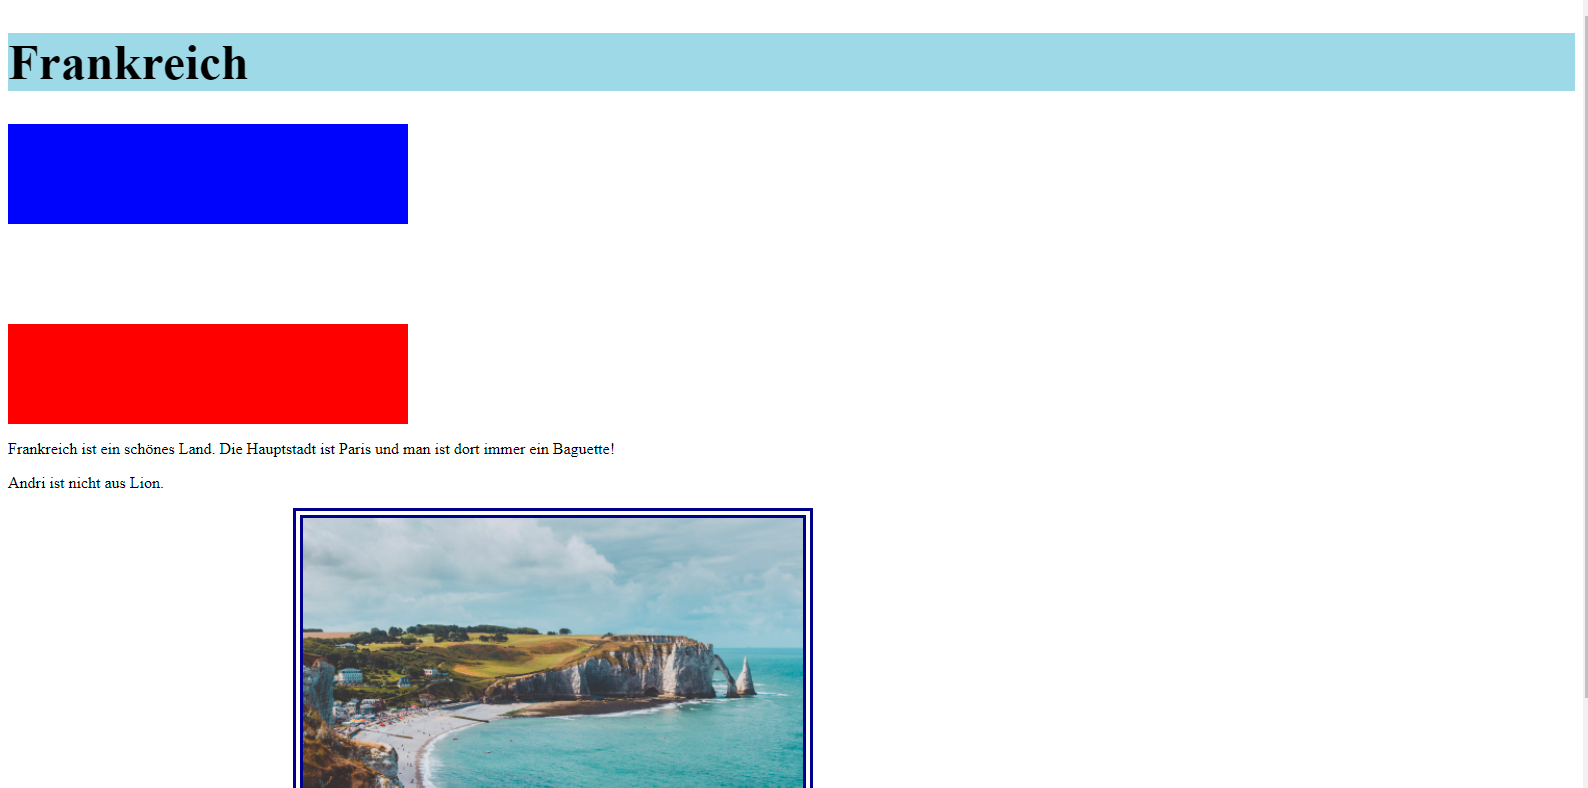 Frankreich
Frankreich ist ein schönes Land. Die Hauptstadt ist Paris und man ist dort immer ein Baguette!
Andri ist nicht aus Lion.